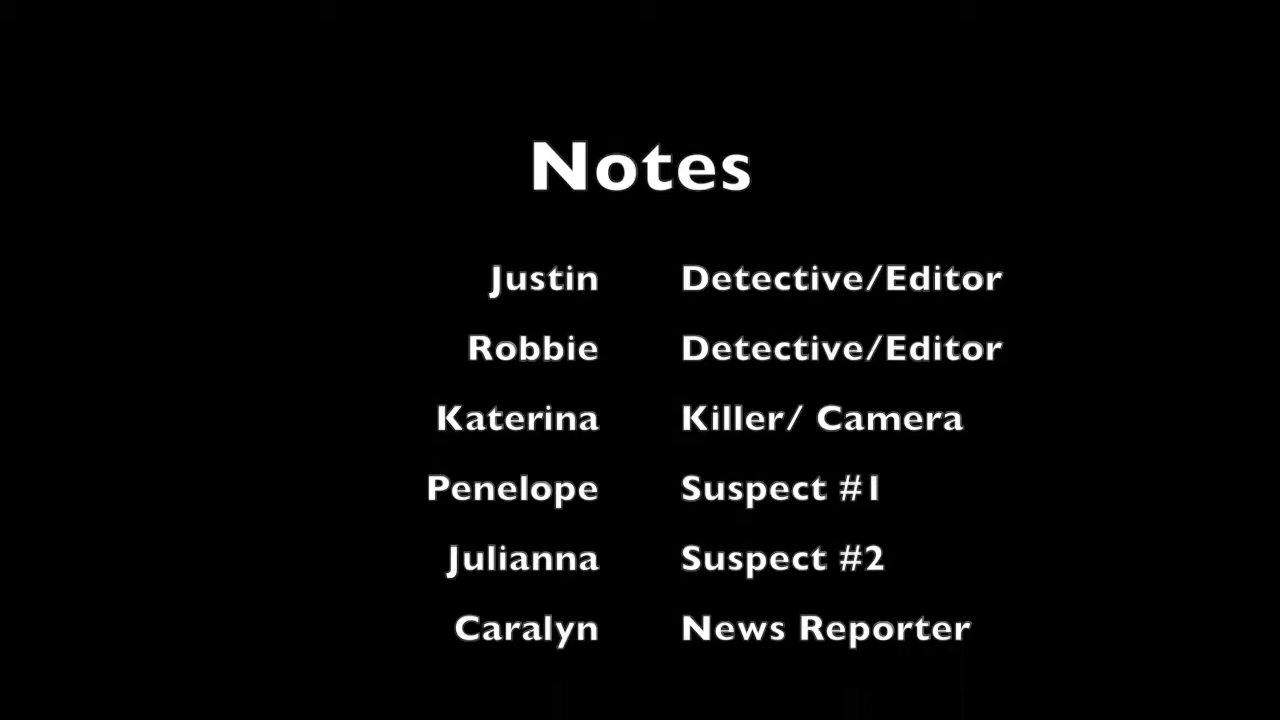 Notes
Justin Detective/Editor
Robbie Detective/Editor
Katerina Killer/ Camera
Penelope Suspect #1
Julianna Suspect #2
Caralyn News Reporter